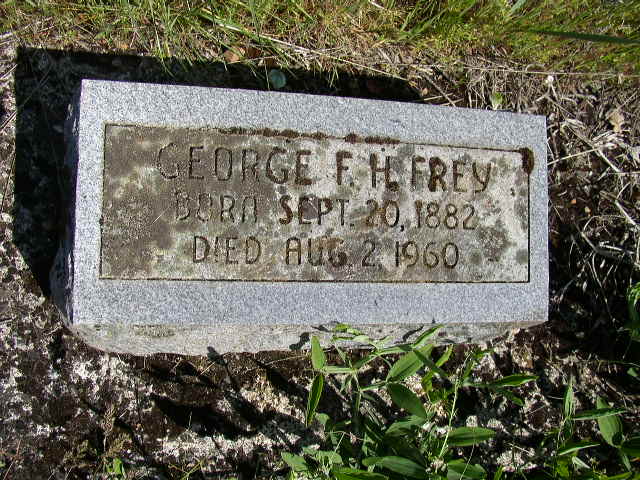 GEORGE F. H. FREY
BORN SEPT. 20, 1882
DIED AUG. 2, 1960